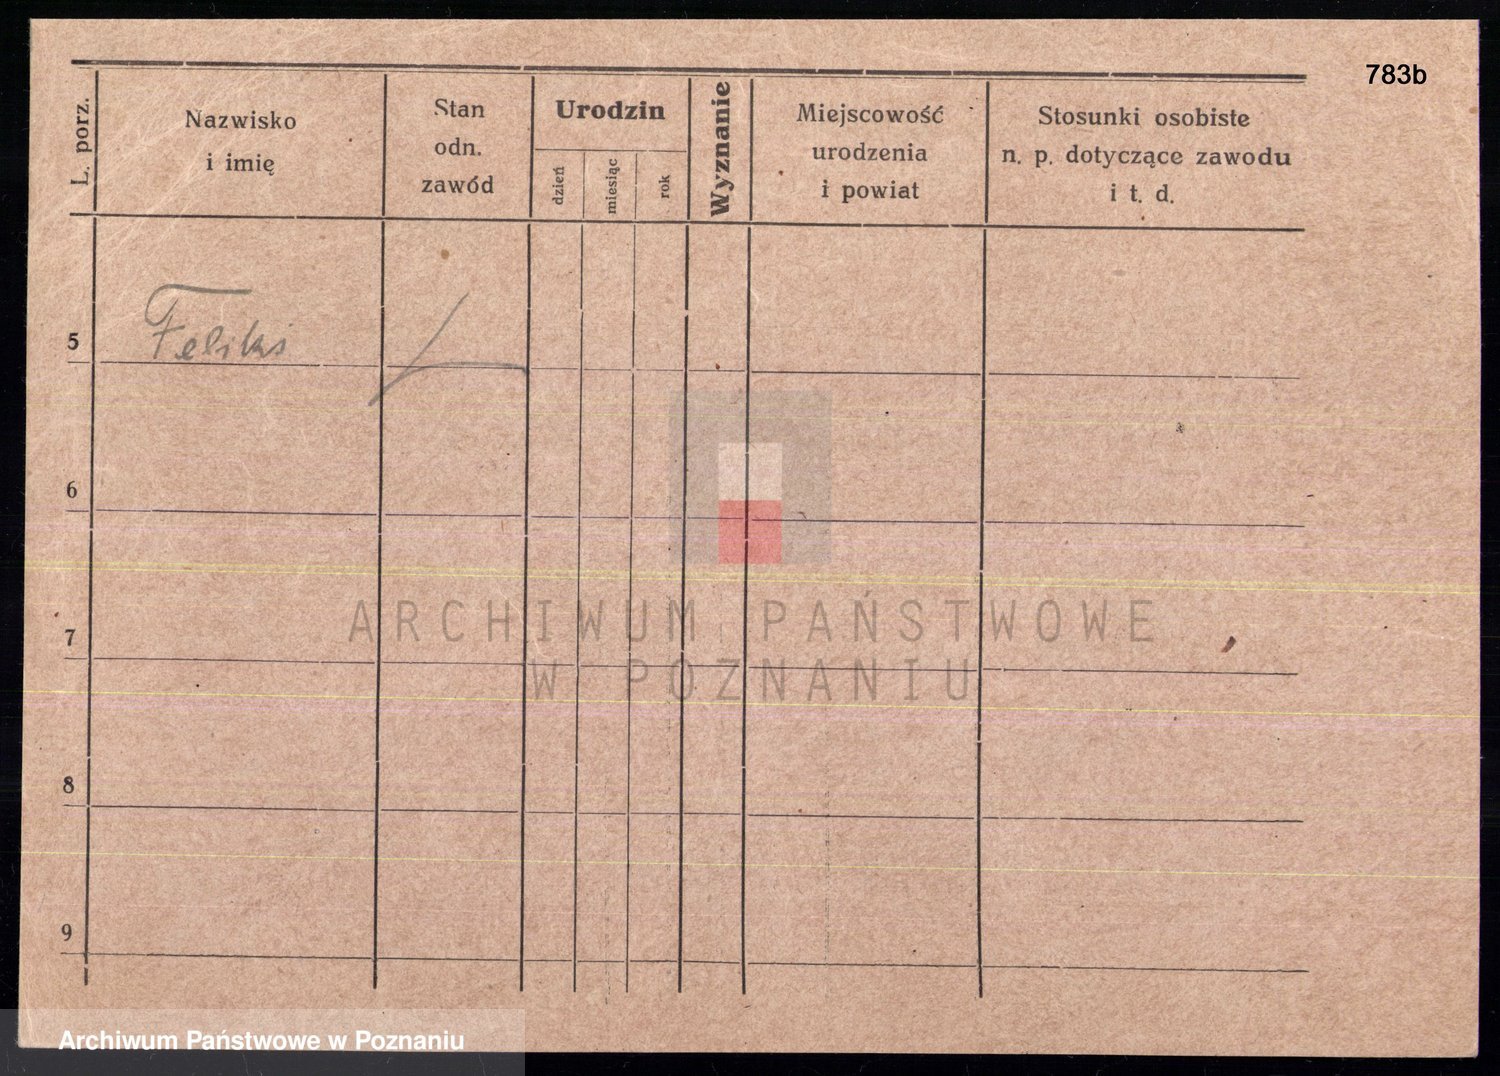 783b
L. porz.
Nazwisko
i imię
Stan
odn.
zawód
Urodzin
dzień
miesiąc
rok
Wyznanie
Miejscowość
urodzenia
i powiat
Stosunki osobiste
n. p. dotyczące zawodu
i t. d.
5
Feliks
6
7
8
9
ARCHIWUM PAŃSTWOWE
W POZNANIU
Archiwum Państwowe w Poznaniu